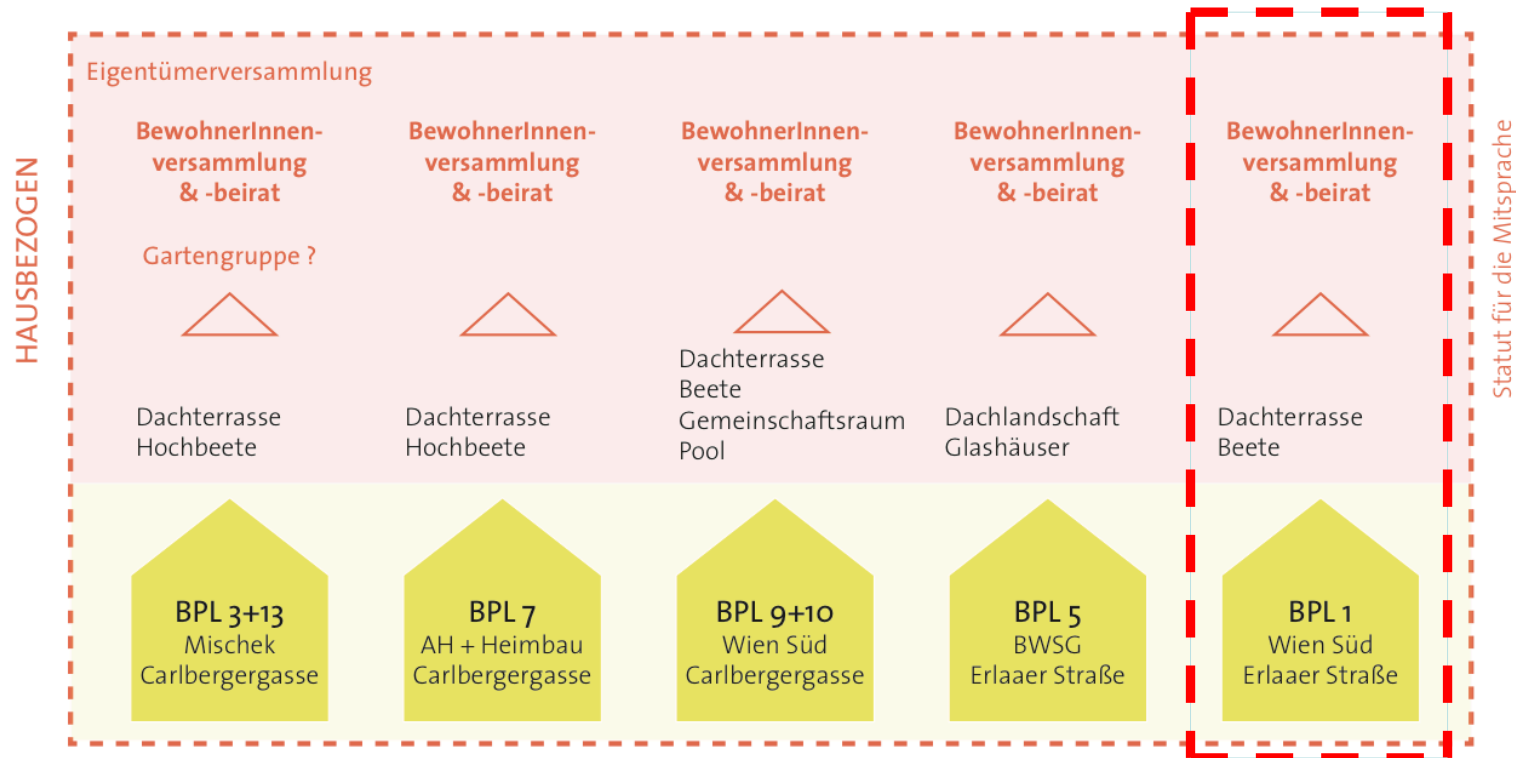 HAUSBEZOGEN
Eigentümerversammlung
BewohnerInnen-
versammlung
& -beirat
Gartengruppe ?
Dachterrasse
Hochbeete
BPL 3+13
Mischek
Carlbergergasse
BewohnerInnen-
versammlung
& -beirat
Dachterrasse
Hochbeete
BPL 7
AH + Heimbau
Carlbergergasse
BewohnerInnen-
versammlung
& -beirat
Dachterrasse
Beete
Gemeinschaftsraum
Pool
BPL 9+10
Wien Süd
Carlbergergasse
BewohnerInnen-
versammlung
& -beirat
Dachlandschaft
Glashäuser
BPL 5
BWSG
Erlaaer Straße
BewohnerInnen-
versammlung
& -beirat
Dachterrasse
Beete
BPL 1
Wien Süd
Erlaaer Straße
Statut für die Mitsprache